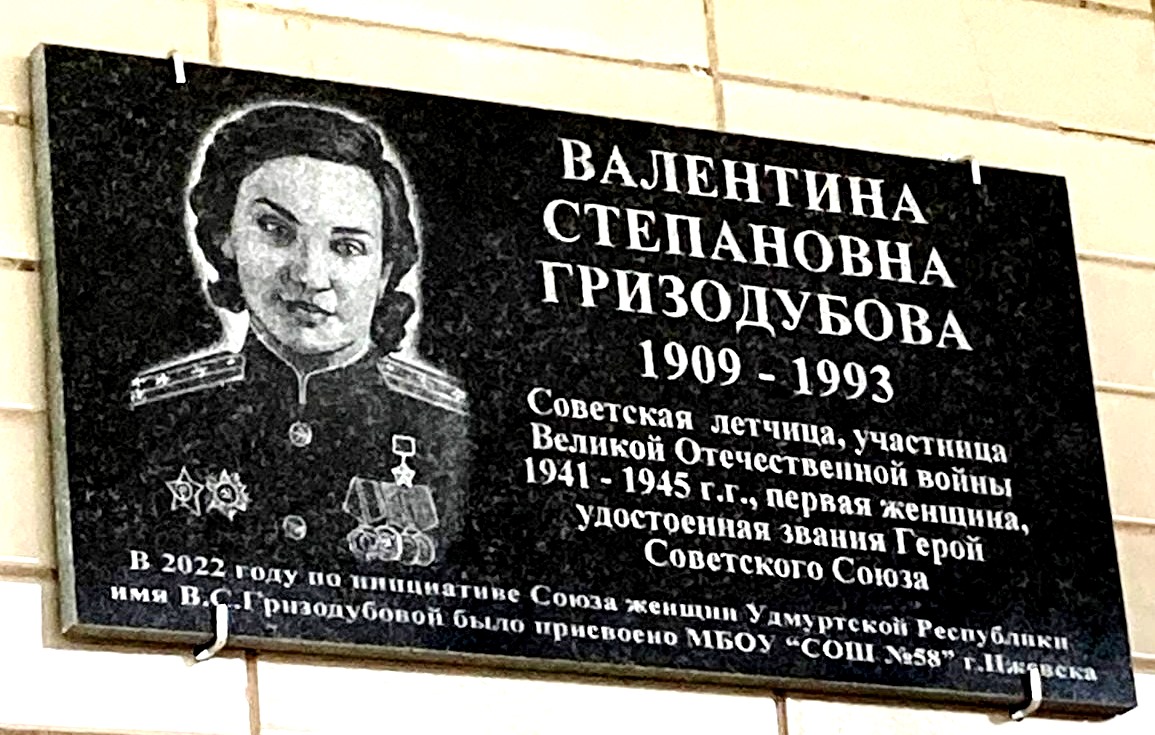 ВАЛЕНТИНА
СТЕПАНОВНА
ГРИЗОДУБОВА
1909 - 1993
Советская летчица, участница
Великой Отечественной войны
1941 - 1945 г.г., первая женщина,
удостоенная звания Герой
Советского Союза
В 2022 году по инициативе Союза женщин Удмуртской Республики
имя В.С.Гризодубовой было присвоено МБОУ “СОШ №58” г.Ижевска